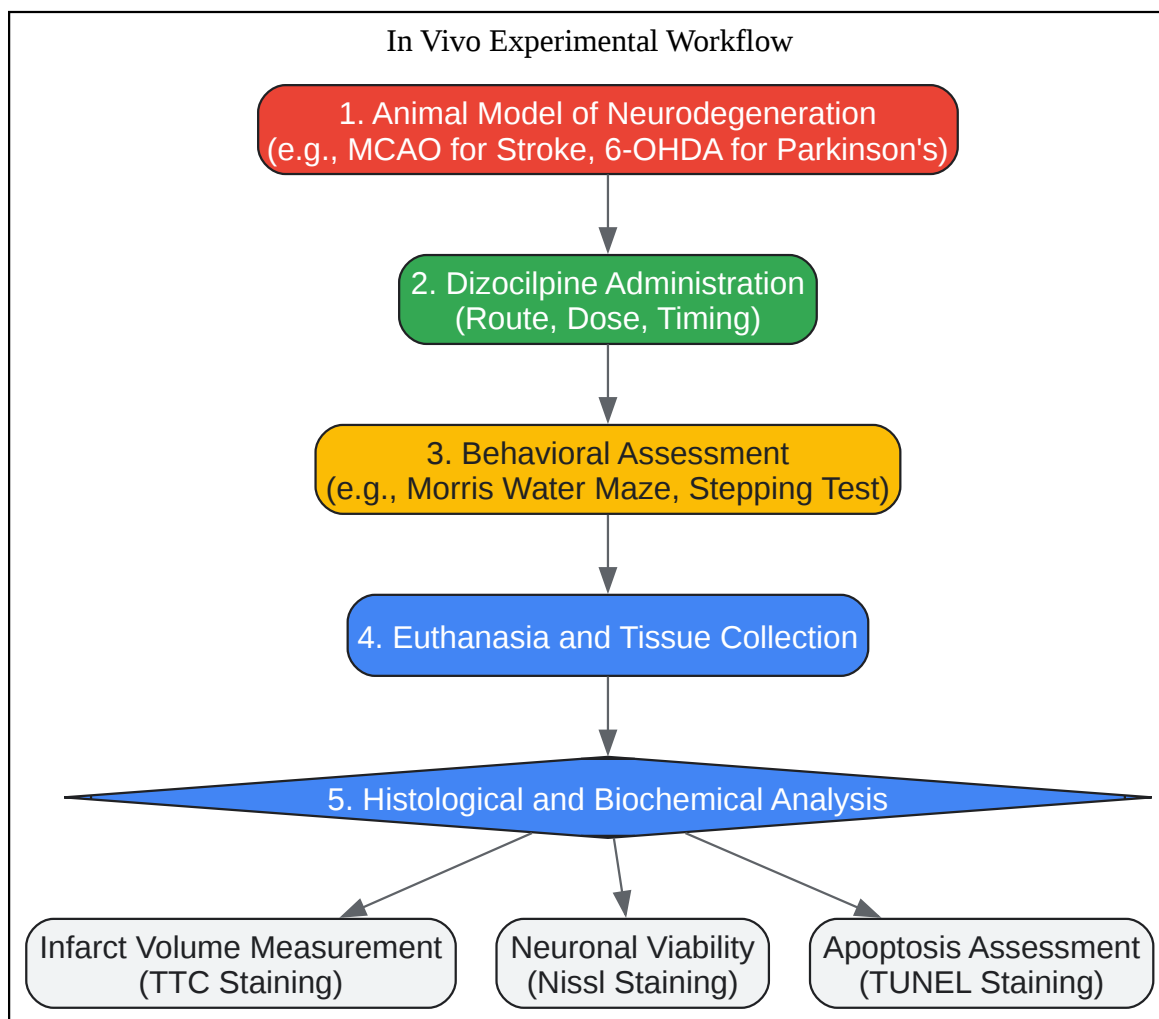 In Vivo Experimental Workflow
1. Animal Model of Neurodegeneration
(e.g., MCAO for Stroke, 6-OHDA for Parkinson's)
2. Dizocilpine Administration
(Route, Dose, Timing)
3. Behavioral Assessment
(e.g., Morris Water Maze, Stepping Test)
4. Euthanasia and Tissue Collection
5. Histological and Biochemical Analysis
Infarct Volume Measurement
(TTC Staining)
Neuronal Viability
(Nissl Staining)
Apoptosis Assessment
(TUNEL Staining)